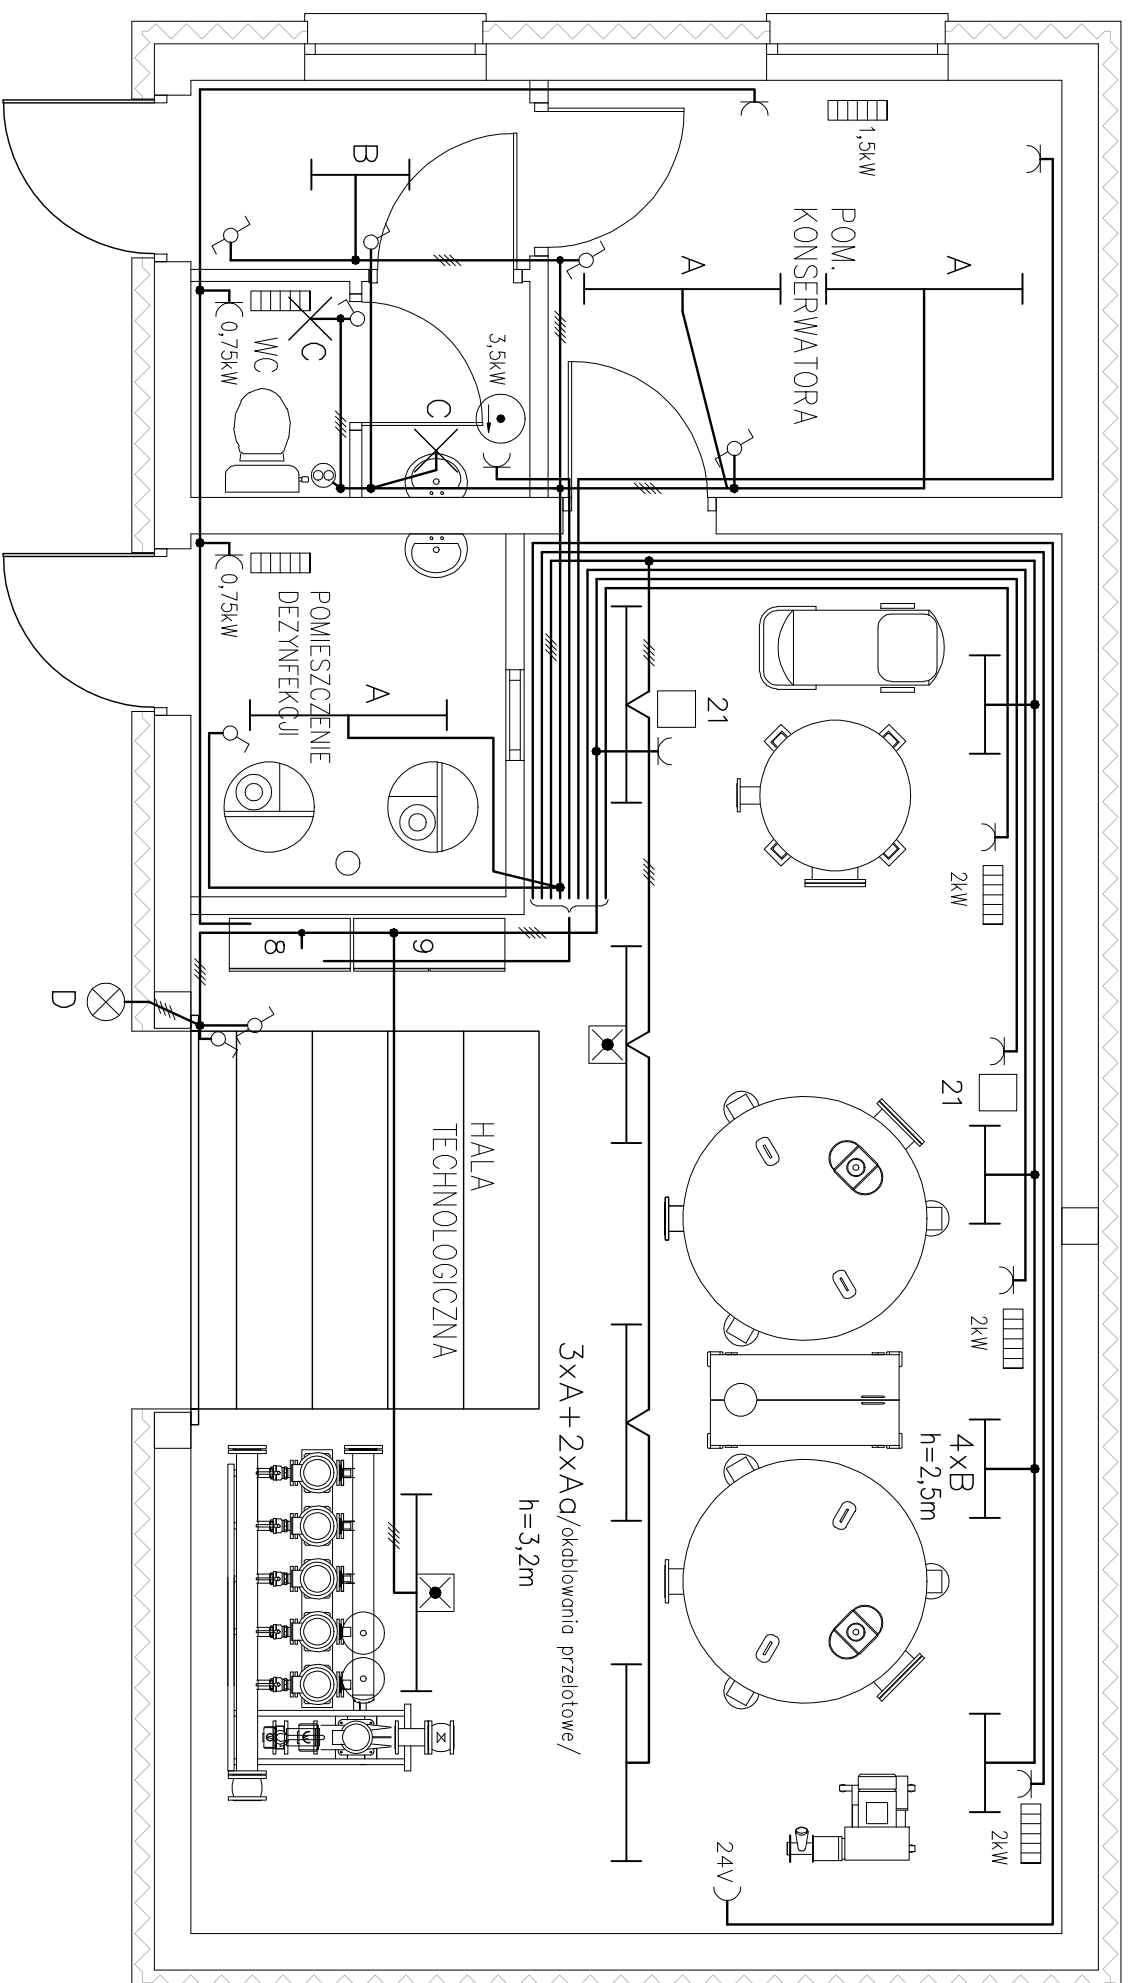 1,5kW
POM.
KONSERWATORA
A
A
B
3,5kW
C
WC
C
0,75kW
8
0,75kW
POMIESZCZENIE
DEZYNFEKCJI
A
21
2kW
8
9
D
21
HALA
TECHNOLOGICZNA
2kW
3xA+2xAa/okablowania przelotowe/
h=3,2m
4xB
h=2,5m
2kW
24V